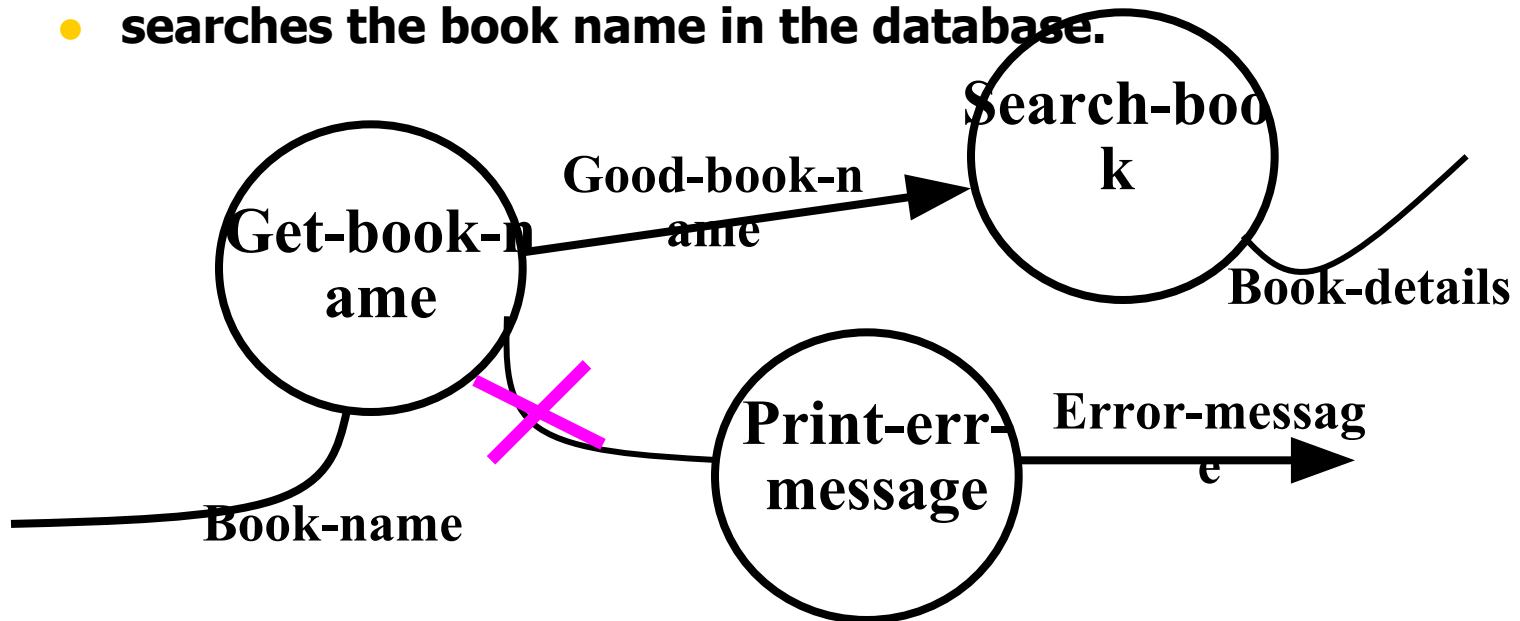 searches the book name in the database.
Search-boo
k
Good-book-n
ame
Get-book-n
ame
Book-details
Print-err-
message
Error-messag
e
Book-name